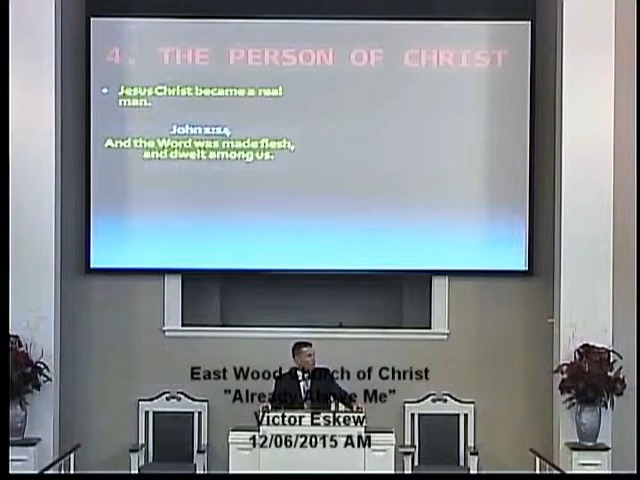 4. THE PERSON OF CHRIST
• Jesus Christ became a real
man.
John 1:14,
And the Word was made flesh,
and dwelt among us.
East Wood Church of Christ
"Already Above Me"
Victor Eskew
12/06/2015 AM